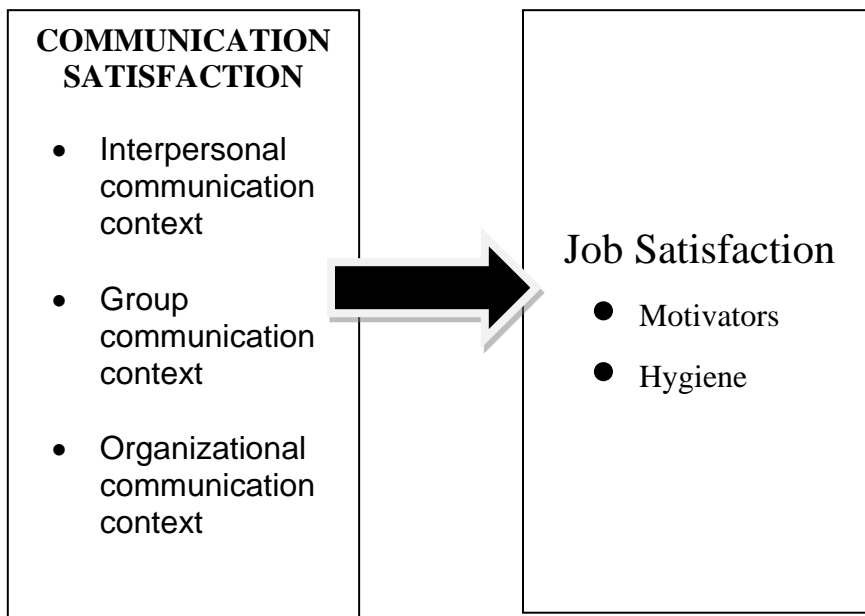 COMMUNICATION
SATISFACTION
• Interpersonal
communication
context
• Group
communication
context
• Organizational
communication
context
Job Satisfaction
• Motivators
• Hygiene